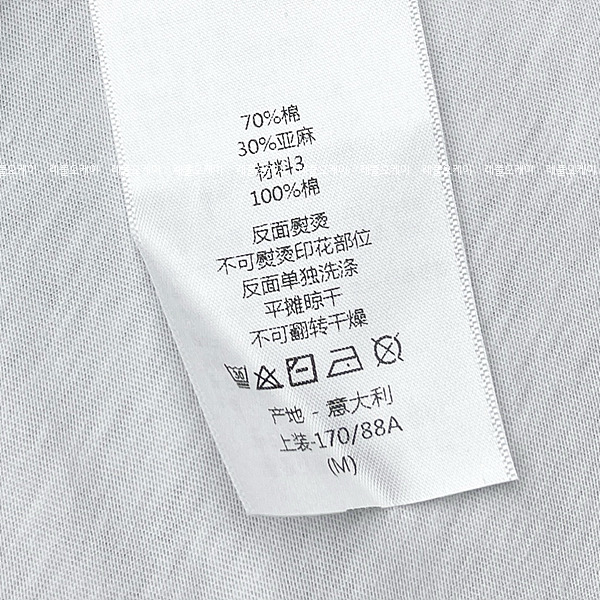 70%棉
30%亚麻
材料3
100%棉
反面熨烫
不可熨烫印花部位
反面单独洗涤
平摊晾干
不可翻转干燥
产地 - 意大利
上装-170/88A
(M)